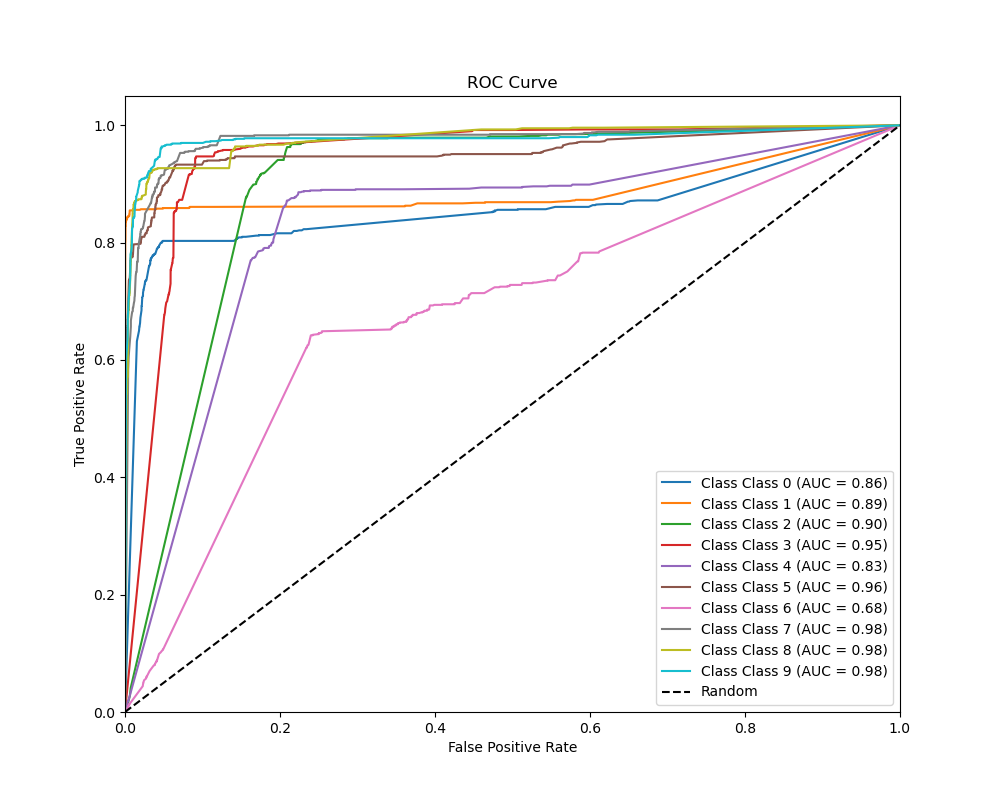 ROC Curve
True Positive Rate
1.0
0.8
0.6
0.4
0.2
0.0
0.0 0.2 0.4 0.6 0.8 1.0
False Positive Rate
Class Class 0 (AUC = 0.86)
Class Class 1 (AUC = 0.89)
Class Class 2 (AUC = 0.90)
Class Class 3 (AUC = 0.95)
Class Class 4 (AUC = 0.83)
Class Class 5 (AUC = 0.96)
Class Class 6 (AUC = 0.68)
Class Class 7 (AUC = 0.98)
Class Class 8 (AUC = 0.98)
Class Class 9 (AUC = 0.98)
Random